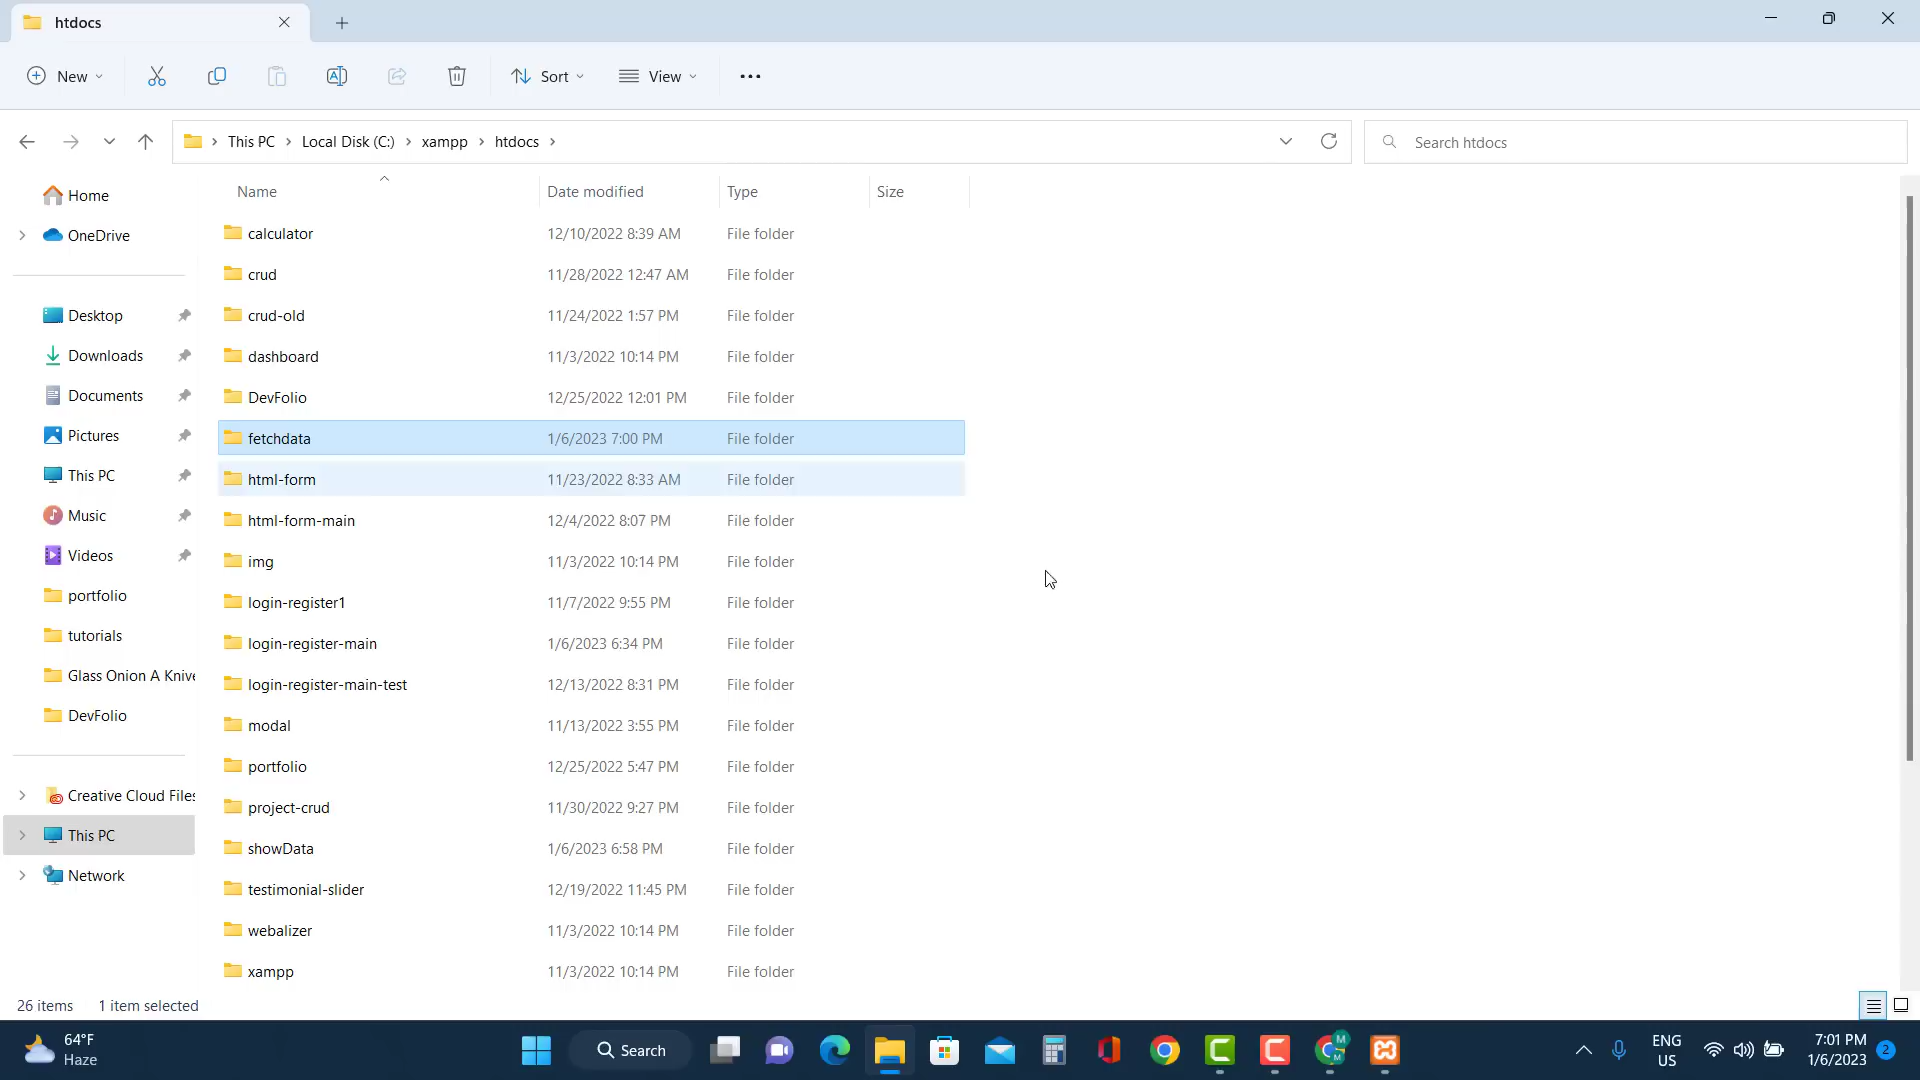 htdocs
New
Sort
View
This PC
Local Disk (C:)
xampp
htdocs
Search htdocs
Home
OneDrive
Desktop
Downloads
Documents
Pictures
This PC
Music
Videos
portfolio
tutorials
Glass Onion A Knive
DevFolio
Creative Cloud Files
This PC
Network
Name Date modified Type Size
calculator 12/10/2022 8:39 AM File folder
crud 11/28/2022 12:47 AM File folder
crud-old 11/24/2022 1:57 PM File folder
dashboard 11/3/2022 10:14 PM File folder
DevFolio 12/25/2022 12:01 PM File folder
fetchdata 1/6/2023 7:00 PM File folder
html-form 11/23/2022 8:33 AM File folder
html-form-main 12/4/2022 8:07 PM File folder
img 11/3/2022 10:14 PM File folder
login-register1 11/7/2022 9:55 PM File folder
login-register-main 1/6/2023 6:34 PM File folder
login-register-main-test 12/13/2022 8:31 PM File folder
modal 11/13/2022 3:55 PM File folder
portfolio 12/25/2022 5:47 PM File folder
project-crud 11/30/2022 9:27 PM File folder
showData 1/6/2023 6:58 PM File folder
testimonial-slider 12/19/2022 11:45 PM File folder
webalizer 11/3/2022 10:14 PM File folder
xampp 11/3/2022 10:14 PM File folder
26 items 1 item selected
64°F
Haze
Search
ENG
US
7:01 PM
1/6/2023
2